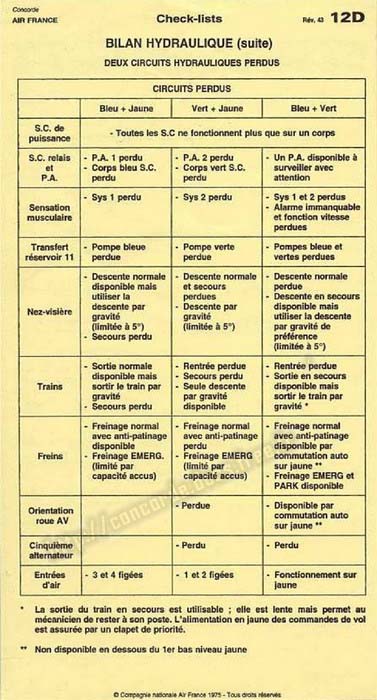 Concorde
AIR FRANCE
Check-lists
Rév. 43 12D
BILAN HYDRAULIQUE (suite)
DEUX CIRCUITS HYDRAULIQUES PERDUS
CIRCUITS PERDUS
Bleu + Jaune
Vert + Jaune
Bleu + Vert
S.C. de
puissance
- Toutes les S.C ne fonctionnent plus que sur un corps
S.C. relais
et
P.A.
- P.A. 1 perdu
- Corps bleu S.C.
perdu
- P.A. 2 perdu
- Corps vert S.C.
perdu
- Un P.A. disponible à
surveiller avec
attention
Sensation
musculaire
- Sys 1 perdu
- Sys 2 perdu
- Sys 1 et 2 perdus
- Alarme immanquable
et fonction vitesse
perdues
Transfert
réservoir 11
- Pompe bleue
perdue
- Pompe verte
perdue
- Pompes bleues et
vertes perdues
Nez-visière
- Descente normale
disponible mais
utiliser la
descente par
gravité
(limitée à 5°)
- Secours perdu
- Descente normale
et secours
perdues
- Descente par
gravité
(limitée à 5°)
- Descente normale
perdue
- Descente en secours
disponible mais
utiliser la descente
par gravité de
préférence
(limitée à 5°)
Trains
- Sortie normale
disponible mais
sortir le train par
gravité
- Secours perdu
- Rentrée perdue
- Secours perdu
- Seule descente
par gravité
disponible
- Rentrée perdue
- Sortie en secours
disponible mais
sortir le train par
gravité *
Freins
- Freinage normal
avec anti-patinage
disponible
- Freinage EMERG.
(limité par
capacité accus)
- Freinage normal
avec anti-patinage
perdu
- Freinage EMERG
(limité par
capacité accus)
- Freinage normal
avec anti-patinage
disponible par
commutation auto
sur jaune **
- Freinage EMERG et
PARK disponible
Orientation
roue AV
- Perdue
- Disponible par
commutation auto
sur jaune **
Cinquième
alternateur
- Perdu
- Perdu
Entrées
d'air
- 3 et 4 figées
- 1 et 2 figées
- Fonctionnement sur
jaune
* La sortie du train en secours est utilisable ; elle est lente mais permet au
mécanicien de rester à son poste. L'alimentation en jaune des commandes de vol
est assurée par un clapet de priorité.
** Non disponible en dessous du 1er bas niveau jaune
© Compagnie nationale Air France 1975 - Tous droits réservés